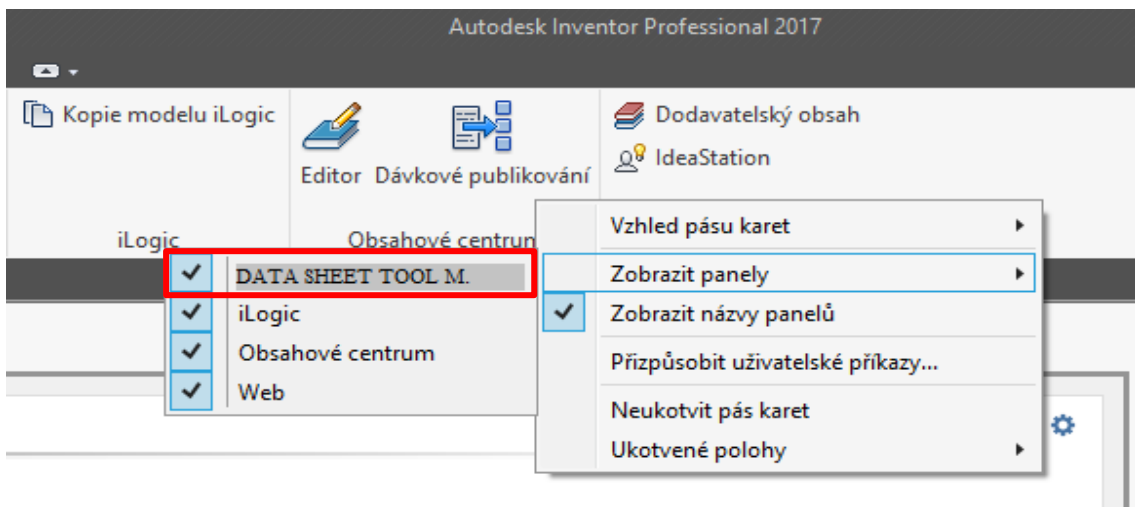 Autodesk Inventor Professional 2017
Kopie modelu iLogic
Editor
Dávkové publikování
Dodavatelský obsah
IdeaStation
iLogic
Obsahové centrum
Vzhled pásu karet
Zobrazit panely
Zobrazit názvy panelů
Přizpůsobit uživatelské příkazy...
Neukotvit pás karet
Ukotvené polohy
DATA SHEET TOOL M.
iLogic
Obsahové centrum
Web